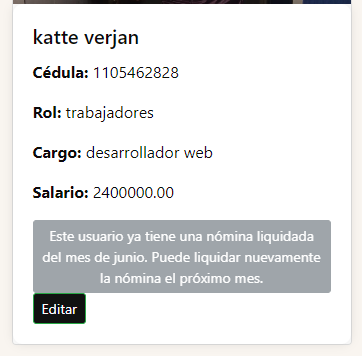 katte verjan
Cédula: 1105462828
Rol: trabajadores
Cargo: desarrollador web
Salario: 2400000.00
Este usuario ya tiene una nómina liquidada
del mes de junio. Puede liquidar nuevamente
la nómina el próximo mes.
Editar